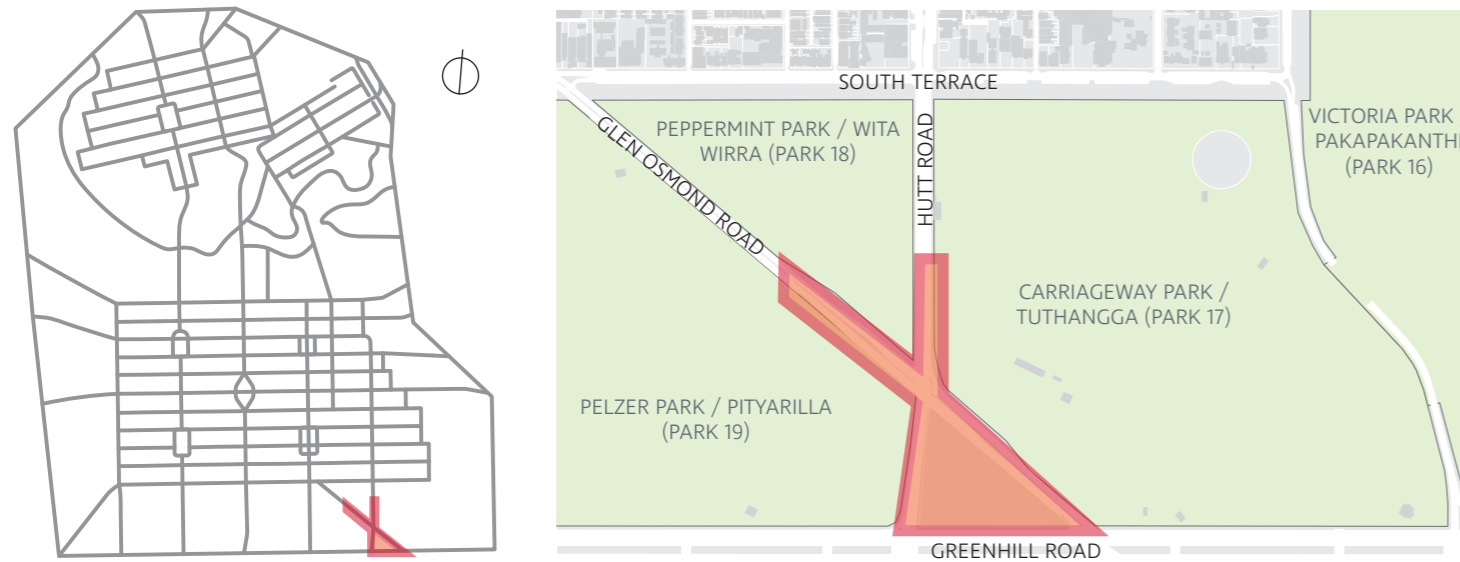 SOUTH TERRACE
GLEN OSMOND ROAD
PEPPERMINT PARK / WITA
WIRRA (PARK 18)
HUTT ROAD
VICTORIA PARK
PAKAPAKANTHI
(PARK 16)
CARRIAGEWAY PARK /
TUTHANGGA (PARK 17)
PELZER PARK / PITYARILLA
(PARK 19)
GREENHILL ROAD